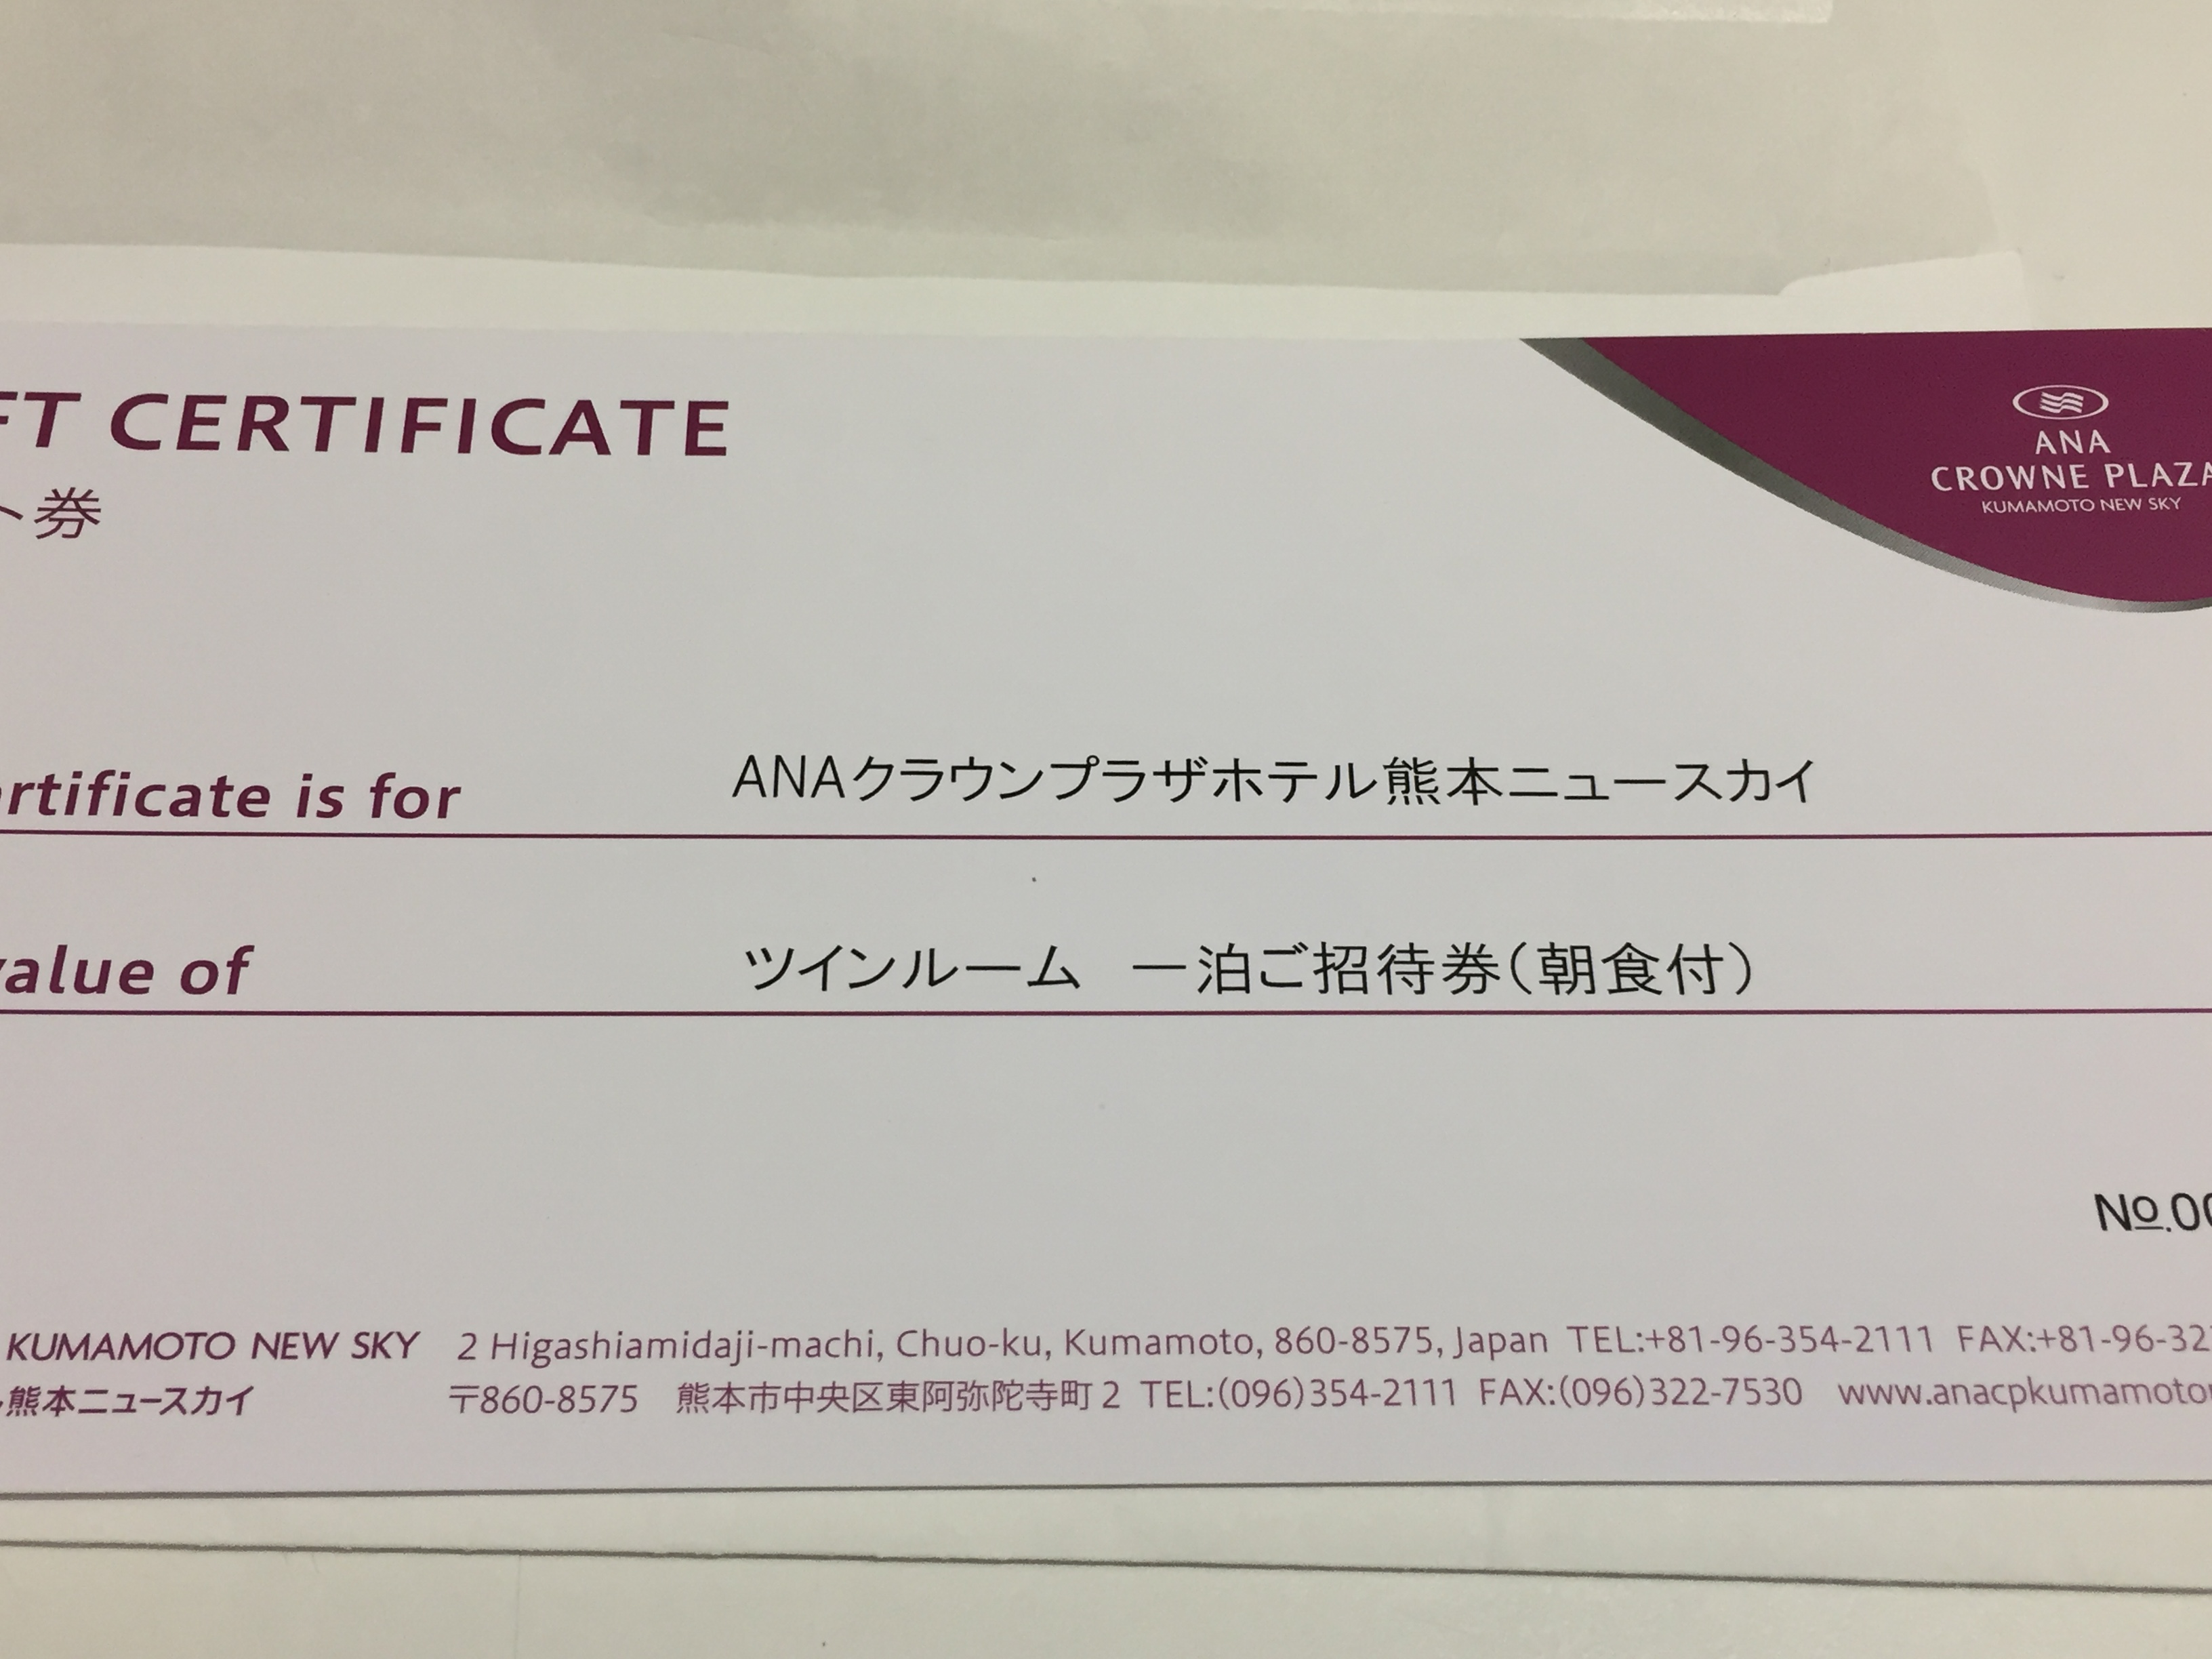 FT CERTIFICATE
ト券
ANA
CROWNE PLAZA
KUMAMOTO NEW SKY
ertificate is for ANAクラウンプラザホテル熊本ニュースカイ
value of ツインルーム 一泊ご招待券(朝食付)
№.00
KUMAMOTO NEW SKY 2 Higashiamidaji-machi, Chuo-ku, Kumamoto, 860-8575, Japan TEL:+81-96-354-2111 FAX:+81-96-32
熊本ニュースカイ 〒860-8575 熊本市中央区東阿弥陀寺町2 TEL:(096)354-2111 FAX:(096)322-7530 www.anacpkumamoto